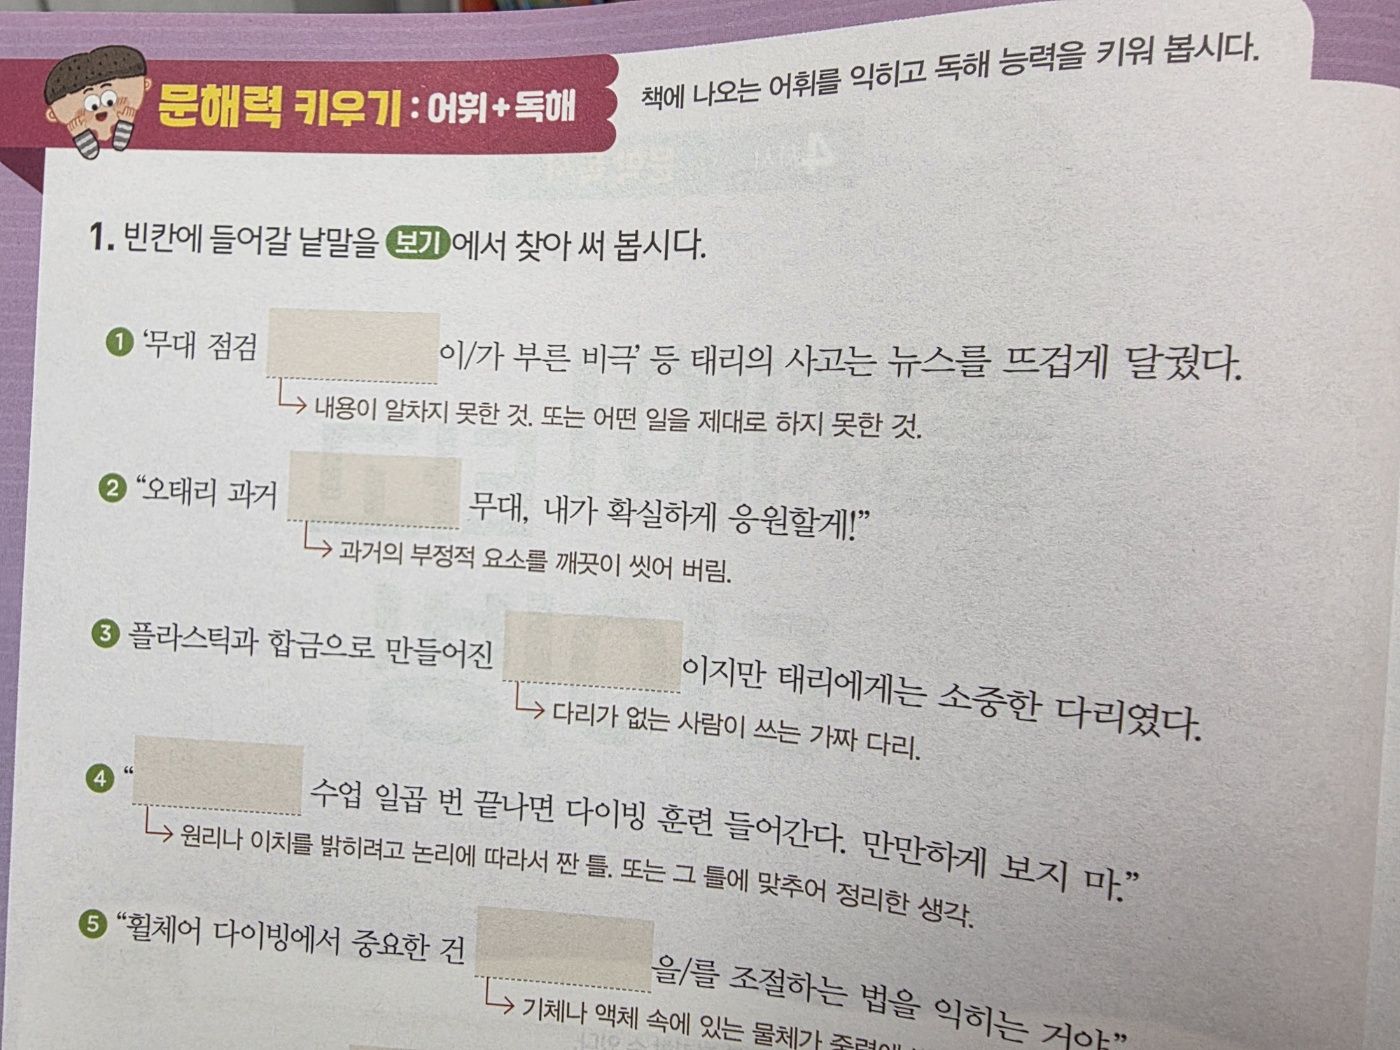 문해력 키우기 : 어휘+독해
책에 나오는 어휘를 익히고 독해 능력을 키워 봅시다.
1. 빈칸에 들어갈 낱말을 보기 에서 찾아 써 봅시다.
1 ‘무대 점검 이/가 부른 비극’ 등 태리의 사고는 뉴스를 뜨겁게 달궜다.
내용이 알차지 못한 것. 또는 어떤 일을 제대로 하지 못한 것.
2 “오태리 과거 무대, 내가 확실하게 응원할게!”
과거의 부정적 요소를 깨끗이 씻어 버림.
3 플라스틱과 합금으로 만들어진 이지만 태리에게는 소중한 다리였다.
다리가 없는 사람이 쓰는 가짜 다리.
4 “ 수업 일곱 번 끝나면 다이빙 훈련 들어간다. 만만하게 보지 마.”
원리나 이치를 밝히려고 논리에 따라서 짠 틀. 또는 그 틀에 맞추어 정리한 생각.
5 “휠체어 다이빙에서 중요한 건 을/를 조절하는 법을 익히는 거야”
기체나 액체 속에 있는 물체가 중력에